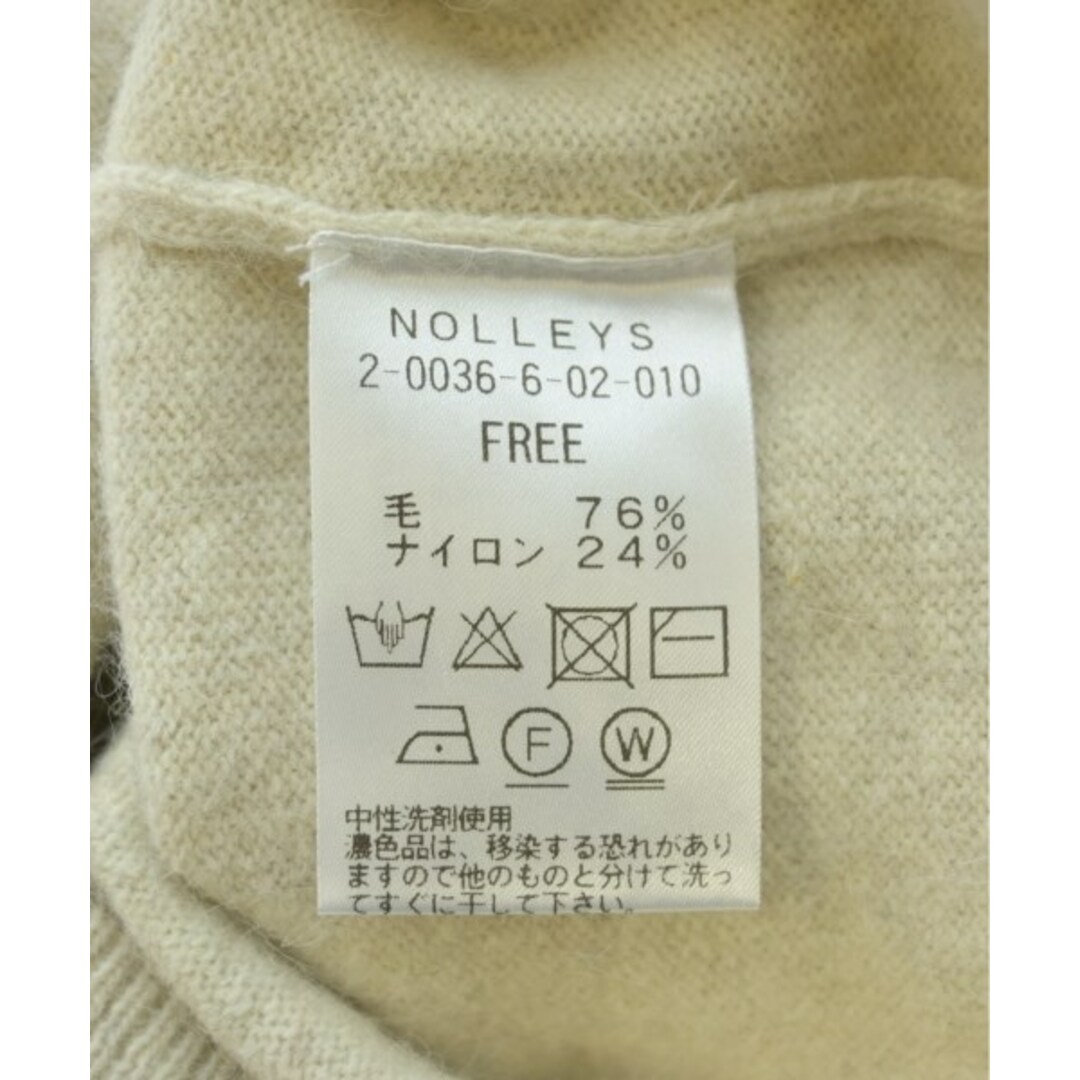 NOLLEYS
2-0036-6-02-010
FREE
毛 76%
ナイロン 24%
F W
中性洗剤使用
濃色品は、移染する恐れがあり
ますので他のものと分けて洗っ
てすぐに干して下さい。